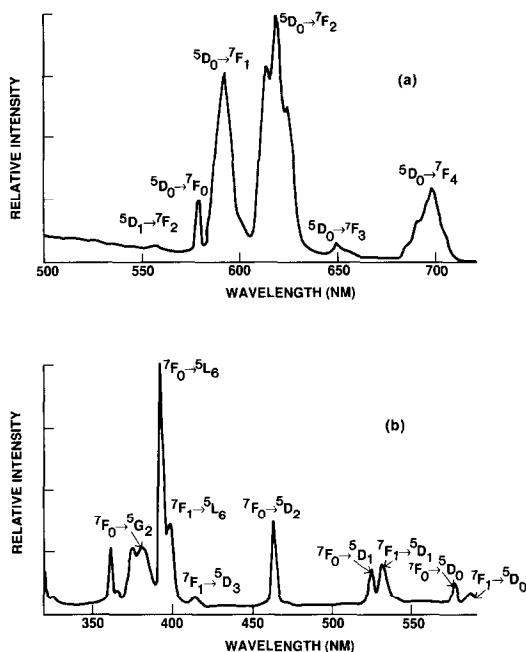 (a)
⁵D₀→⁷F₂
⁵D₀→⁷F₁
⁵D₀→⁷F₀
⁵D₁→⁷F₂
⁵D₀→⁷F₃
⁵D₀→⁷F₄
RELATIVE INTENSITY
500 550 600 650 700
WAVELENGTH (NM)
(b)
⁷F₀→⁵L₆
⁷F₀→⁵G₂
⁷F₁→⁵L₆
⁷F₁→⁵D₃
⁷F₀→⁵D₂
⁷F₀→⁵D₁
⁷F₁→⁵D₁
⁷F₀→⁵D₀
⁷F₁→⁵D₀
RELATIVE INTENSITY
350 400 450 500 550
WAVELENGTH (NM)